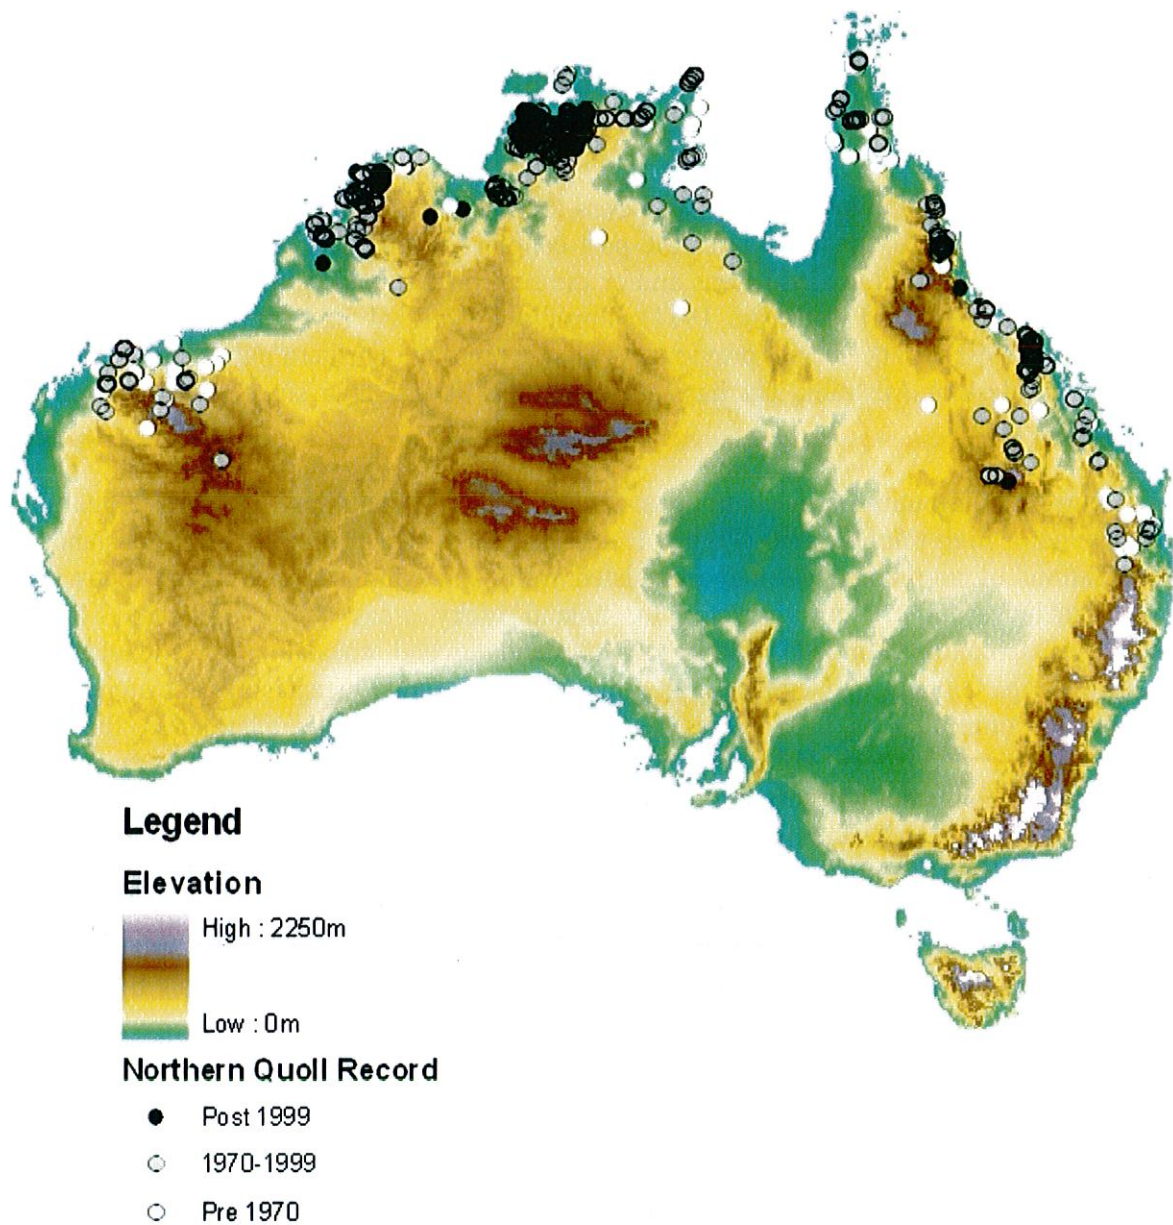 Legend
Elevation
High : 2250m
Low : 0m
Northern Quoll Record
Post 1999
1970-1999
Pre 1970